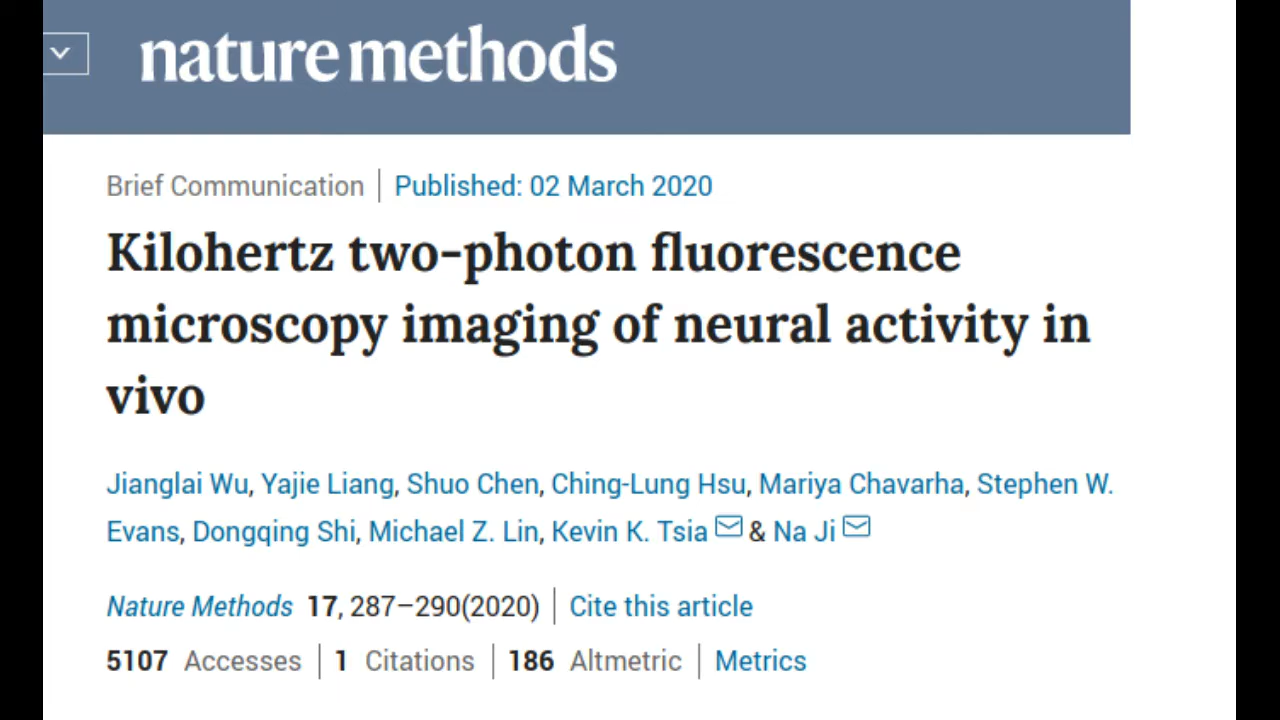 nature methods
Brief Communication | Published: 02 March 2020
Kilohertz two-photon fluorescence
microscopy imaging of neural activity in
vivo
Jianglai Wu, Yajie Liang, Shuo Chen, Ching-Lung Hsu, Mariya Chavarha, Stephen W.
Evans, Dongqing Shi, Michael Z. Lin, Kevin K. Tsia & Na Ji
Nature Methods 17, 287–290(2020) | Cite this article
5107 Accesses | 1 Citations | 186 Altmetric | Metrics